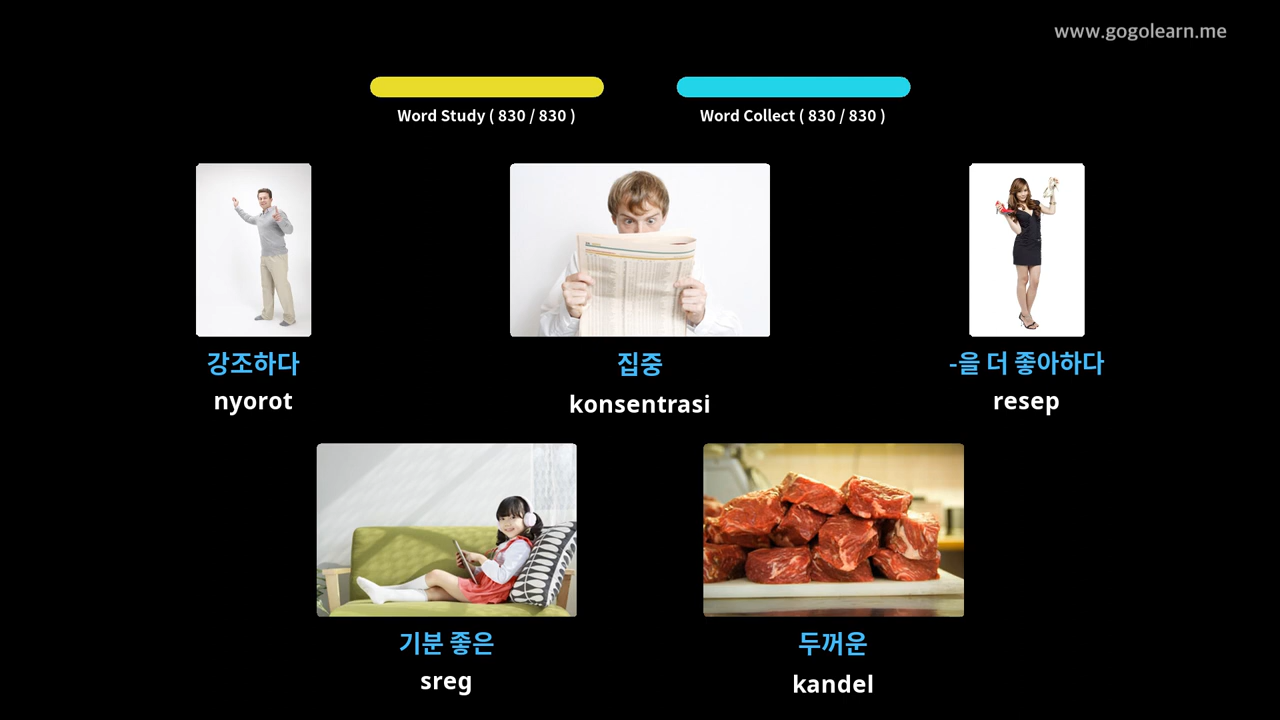 www.gogolearn.me
Word Study ( 830 / 830 )
Word Collect ( 830 / 830 )
강조하다
nyorot
집중
konsentrasi
-을 더 좋아하다
resep
기분 좋은
sreg
두꺼운
kandel